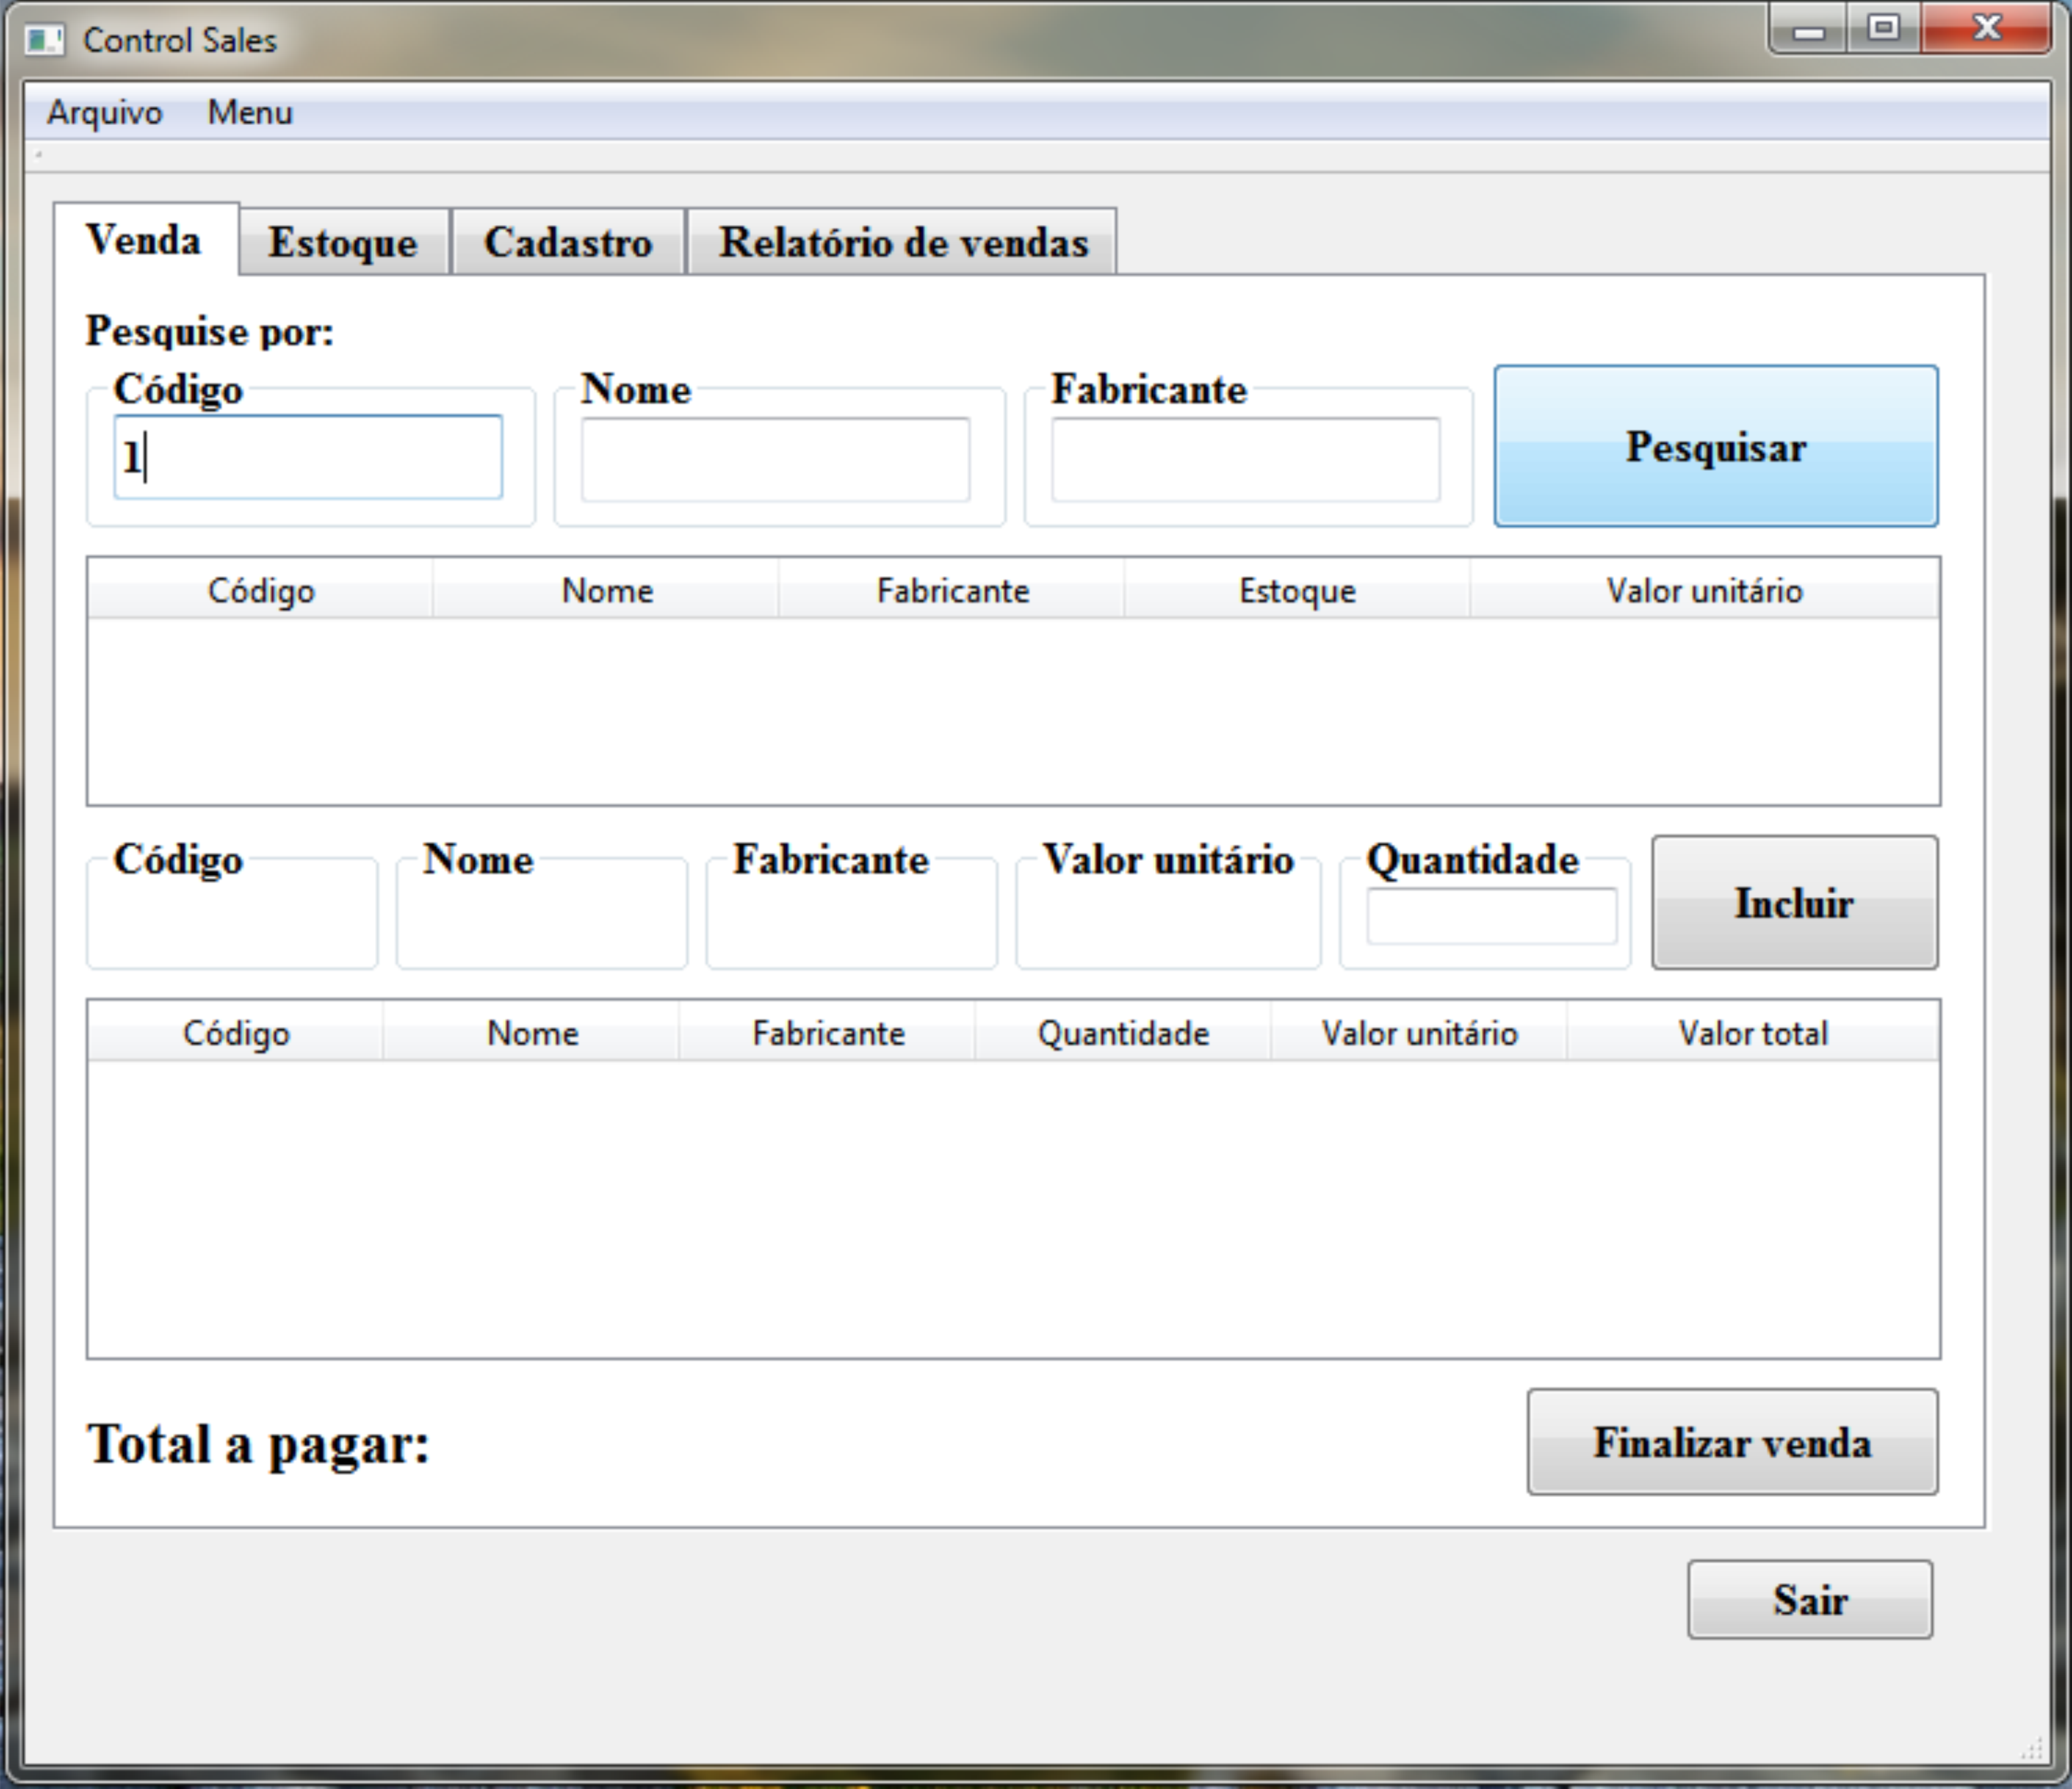 Control Sales
Arquivo Menu
Venda Estoque Cadastro Relatório de vendas
Pesquise por:
Código Nome Fabricante
1
Pesquisar
Código Nome Fabricante Estoque Valor unitário
Código Nome Fabricante Valor unitário Quantidade
Incluir
Código Nome Fabricante Quantidade Valor unitário Valor total
Total a pagar:
Finalizar venda
Sair